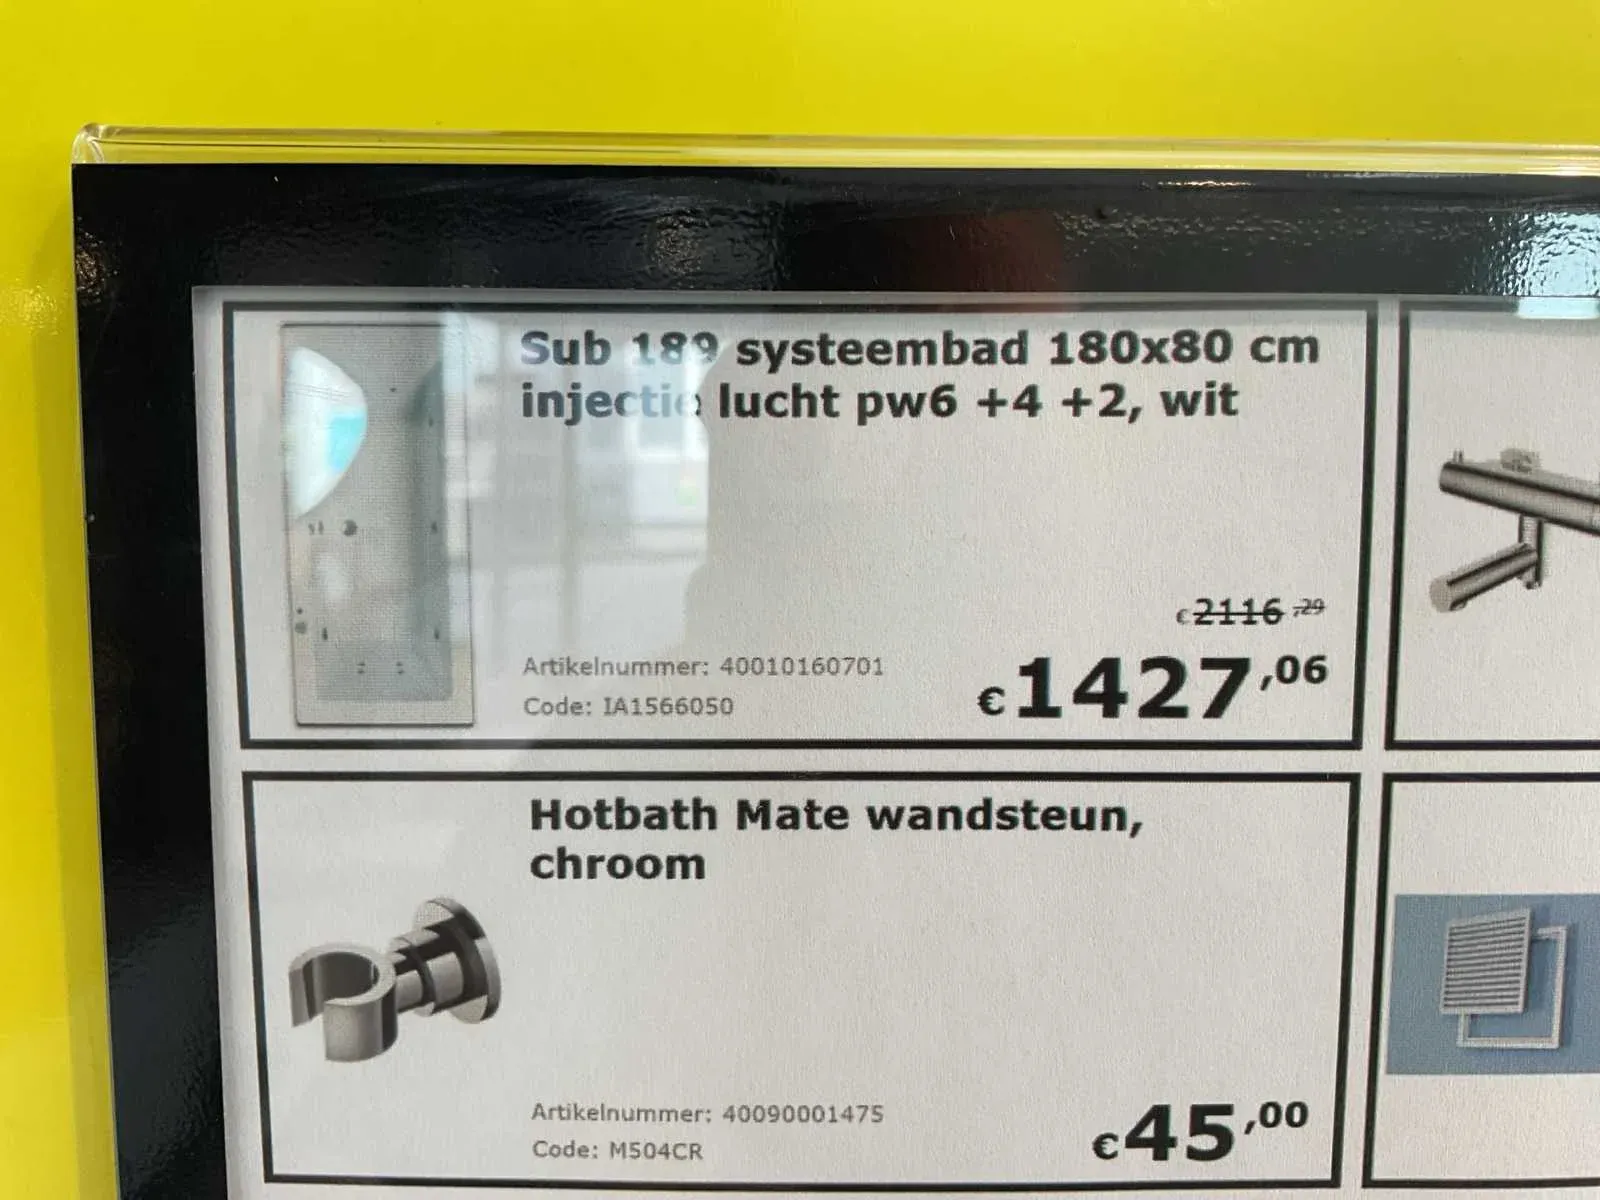 Sub 189 systeembad 180x80 cm
injectie lucht pw6 +4 +2, wit
€2116,29
Artikelnummer: 40010160701
Code: IA1566050
€1427,06
Hotbath Mate wandsteun,
chroom
Artikelnummer: 40090001475
Code: M504CR
€45,00